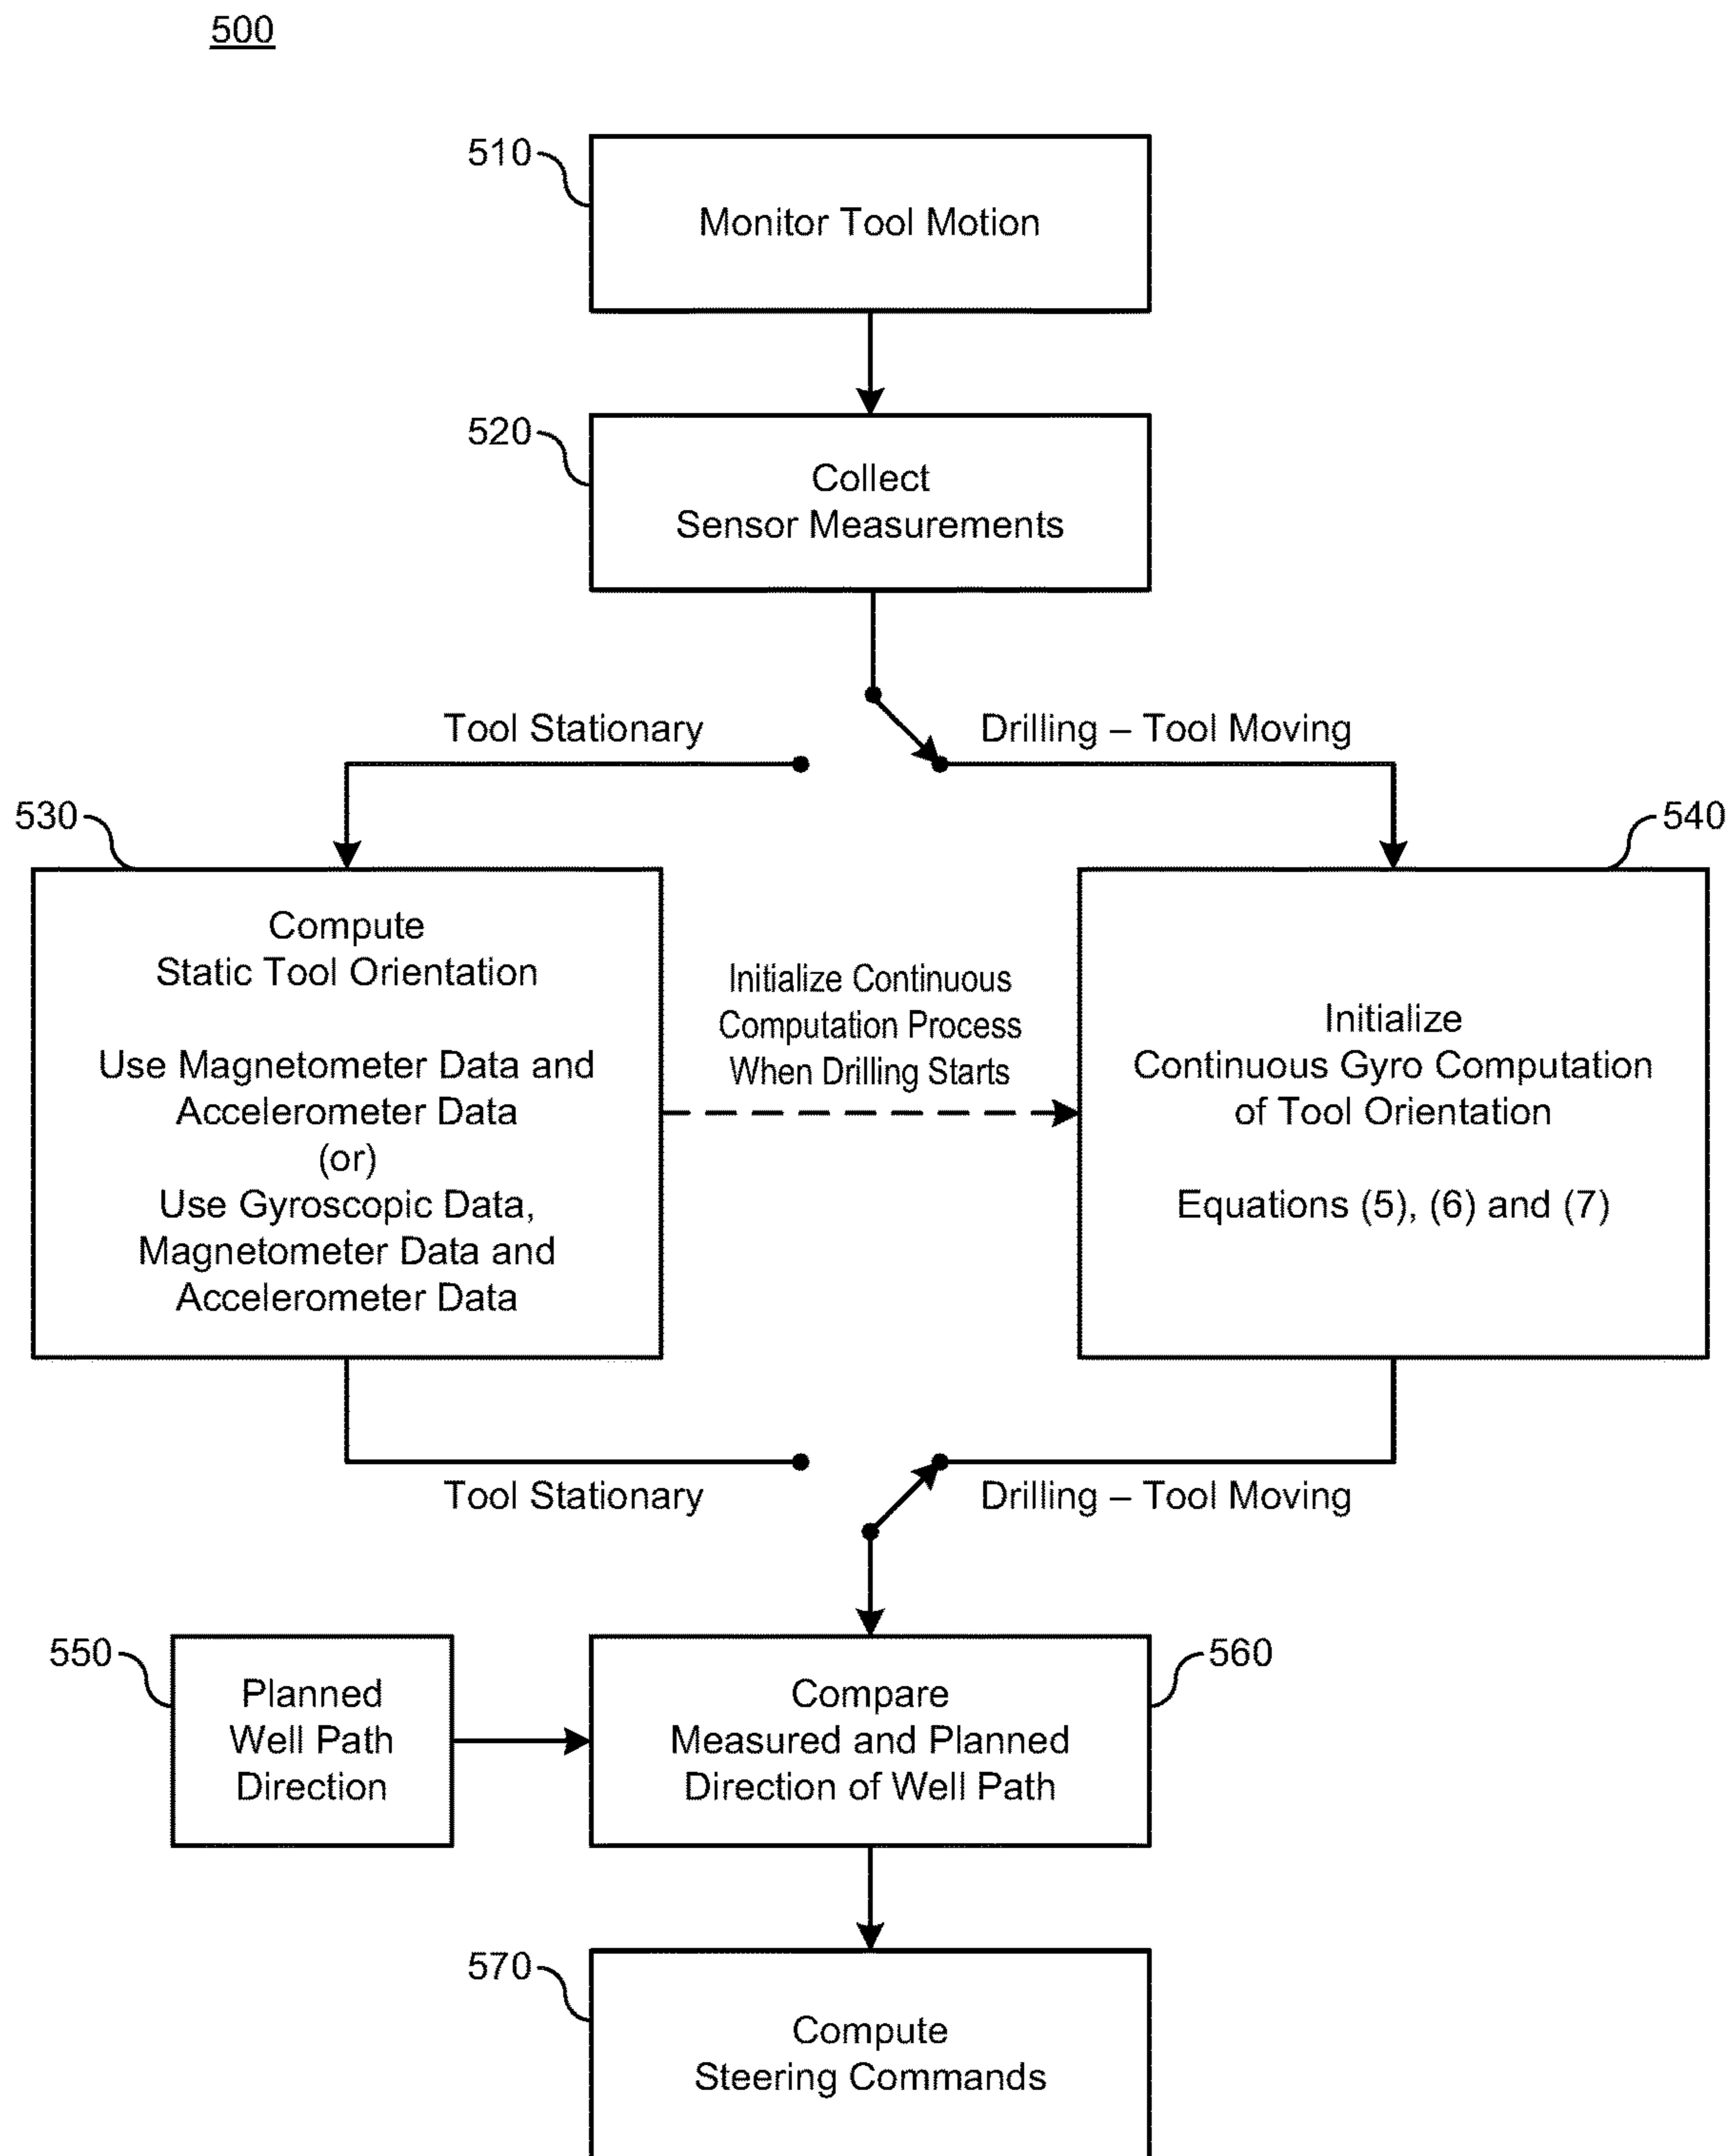 500
510
Monitor Tool Motion
520
Collect
Sensor Measurements
Tool Stationary
Drilling – Tool Moving
530
540
Compute
Static Tool Orientation
Use Magnetometer Data and
Accelerometer Data
(or)
Use Gyroscopic Data,
Magnetometer Data and
Accelerometer Data
Initialize Continuous
Computation Process
When Drilling Starts
Initialize
Continuous Gyro Computation
of Tool Orientation
Equations (5), (6) and (7)
Tool Stationary
Drilling – Tool Moving
550
Planned
Well Path
Direction
560
Compare
Measured and Planned
Direction of Well Path
570
Compute
Steering Commands